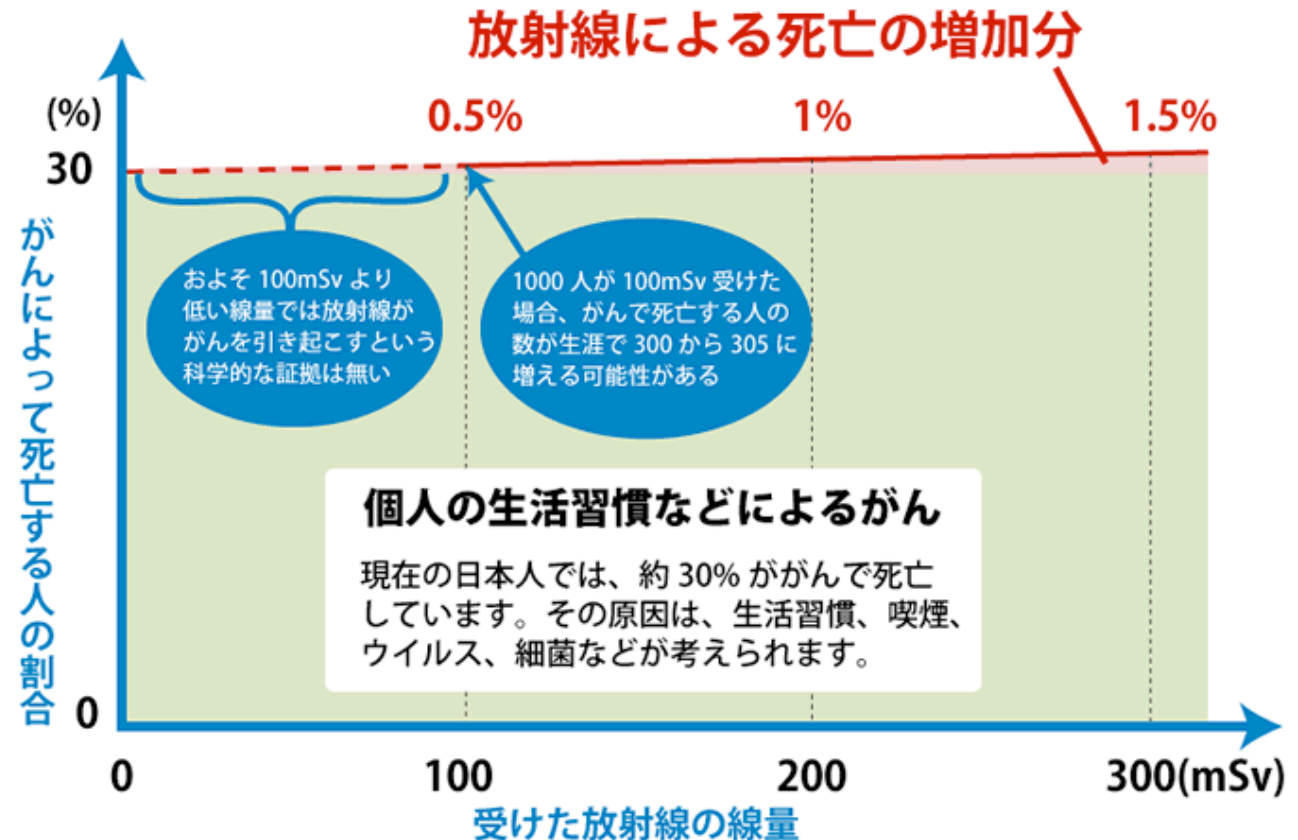 放射線による死亡の増加分
(%)
0.5%
1%
1.5%
30
がんによって死亡する人の割合
およそ 100mSv より
低い線量では放射線が
がんを引き起こすという
科学的な証拠は無い
1000 人が 100mSv 受けた
場合、がんで死亡する人の
数が生涯で 300 から 305 に
増える可能性がある
個人の生活習慣などによるがん
現在の日本人では、約 30% ががんで死亡
しています。その原因は、生活習慣、喫煙、
ウイルス、細菌などが考えられます。
0
0
100
200
300(mSv)
受けた放射線の線量